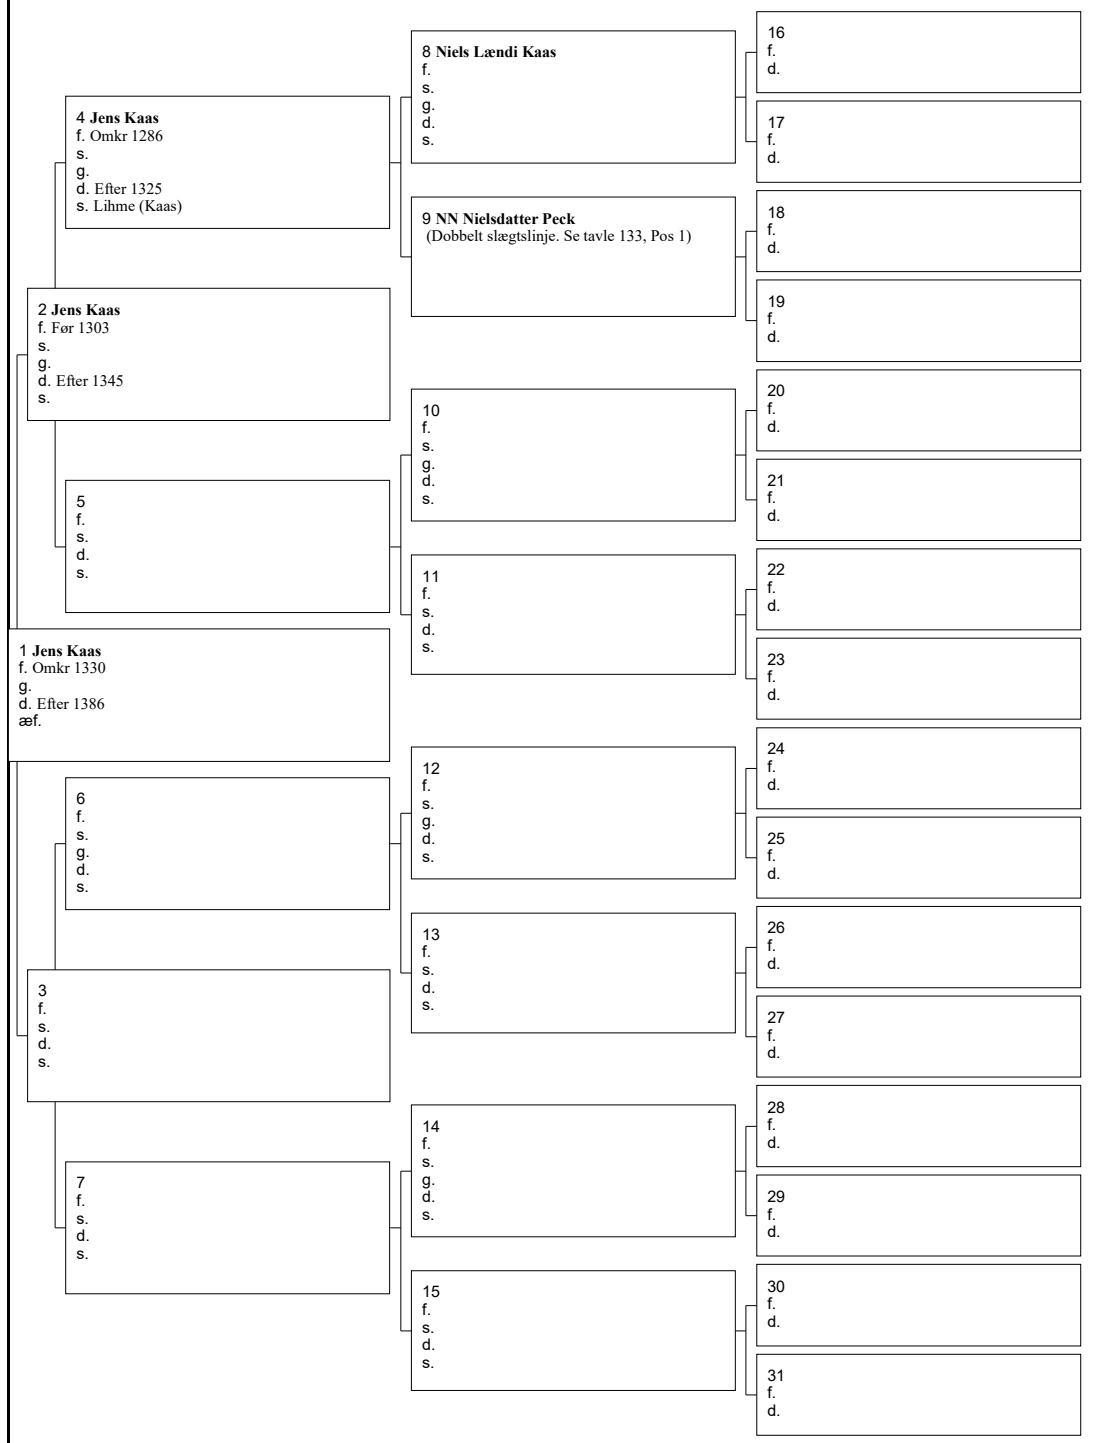 16
f.
d.
8 Niels Lændi Kaas
f.
s.
g.
d.
s.
4 Jens Kaas
f. Omkr 1286
s.
g.
d. Efter 1325
s. Lihme (Kaas)
17
f.
d.
9 NN Nielsdatter Peck
(Dobbelt slægtslinje. Se tavle 133, Pos 1)
18
f.
d.
19
f.
d.
2 Jens Kaas
f. Før 1303
s.
g.
d. Efter 1345
s.
10
f.
s.
g.
d.
s.
20
f.
d.
21
f.
d.
5
f.
s.
d.
s.
11
f.
s.
d.
s.
22
f.
d.
23
f.
d.
1 Jens Kaas
f. Omkr 1330
g.
d. Efter 1386
æf.
12
f.
s.
g.
d.
s.
24
f.
d.
25
f.
d.
6
f.
s.
g.
d.
s.
13
f.
s.
d.
s.
26
f.
d.
27
f.
d.
3
f.
s.
d.
s.
14
f.
s.
g.
d.
s.
28
f.
d.
29
f.
d.
7
f.
s.
d.
s.
15
f.
s.
d.
s.
30
f.
d.
31
f.
d.